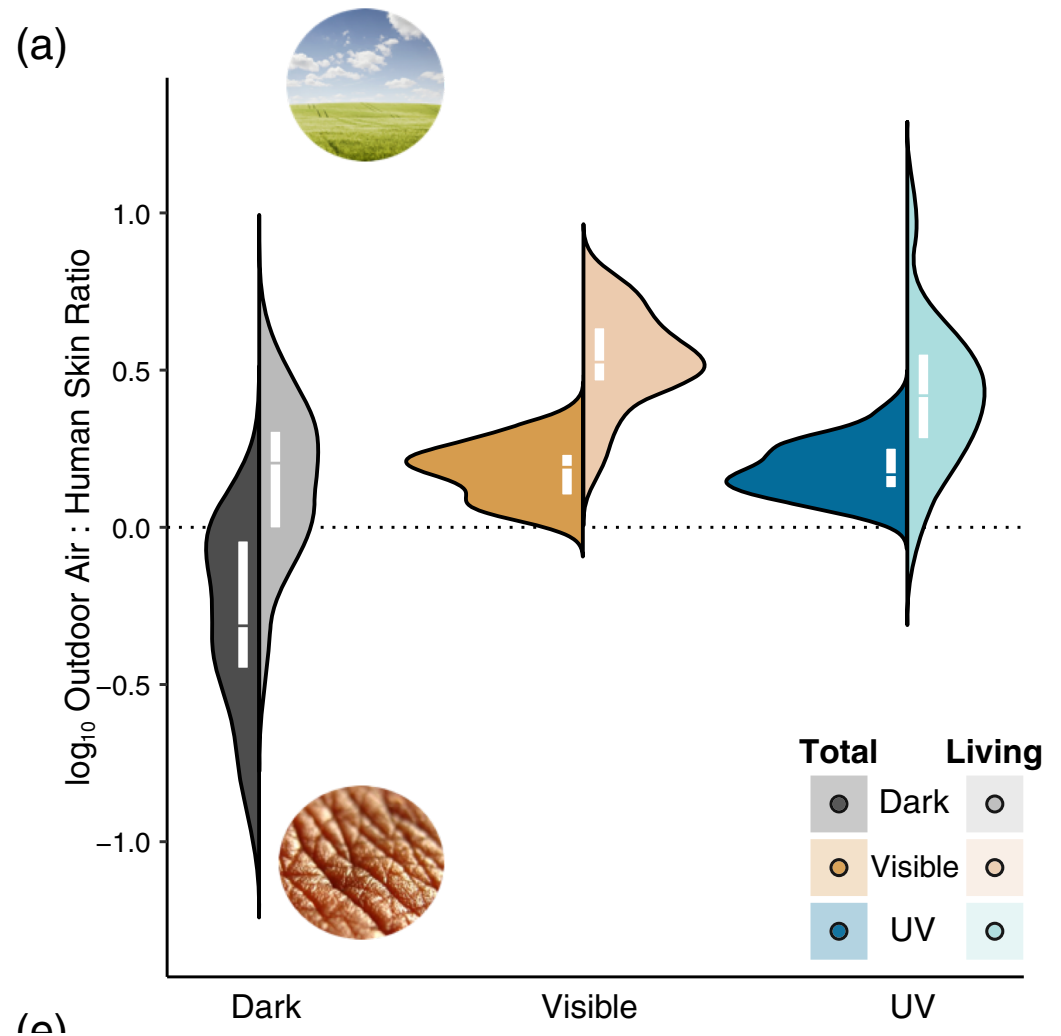 (a)
log₁₀ Outdoor Air : Human Skin Ratio
1.0
0.5
0.0
−0.5
−1.0
Total Living
Dark
Visible
UV
Dark Visible UV
(e)